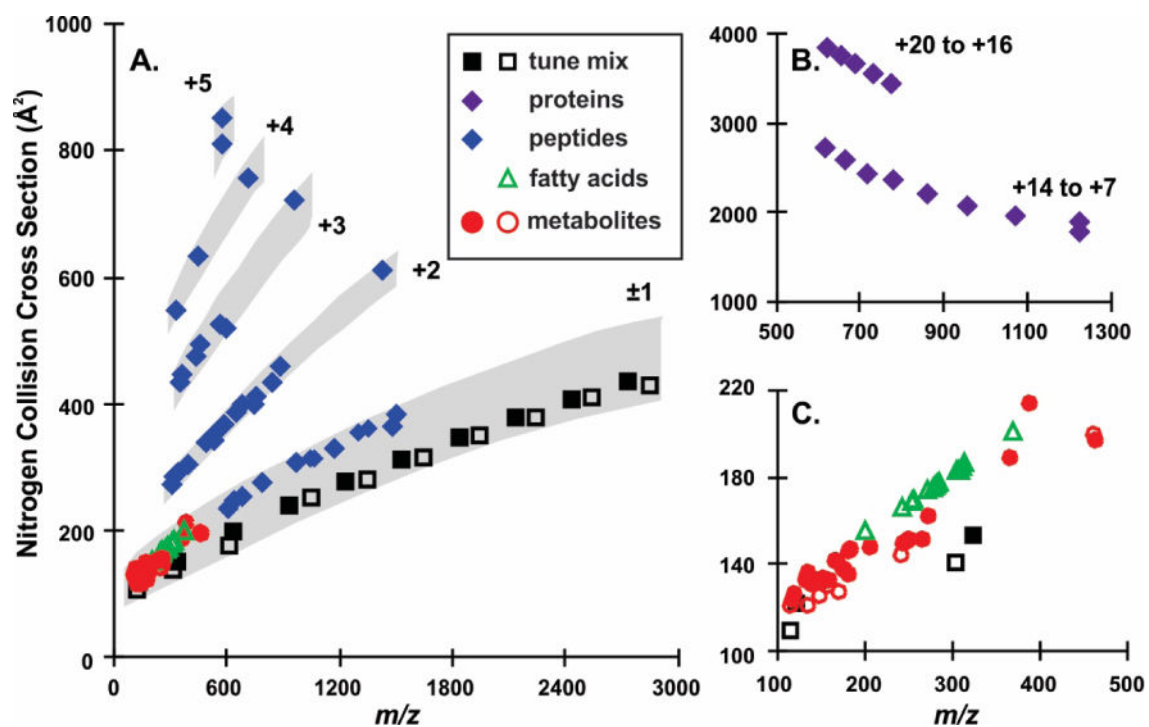 Nitrogen Collision Cross Section (Å²)
1000
800
600
400
200
0
0
600
1200
1800
2400
3000
m/z
A.
+5
+4
+3
+2
±1
tune mix
proteins
peptides
fatty acids
metabolites
B.
4000
4000
3000
2000
1000
500
700
900
1100
1300
+20 to +16
+14 to +7
C.
220
180
140
100
100
200
300
400
500
m/z